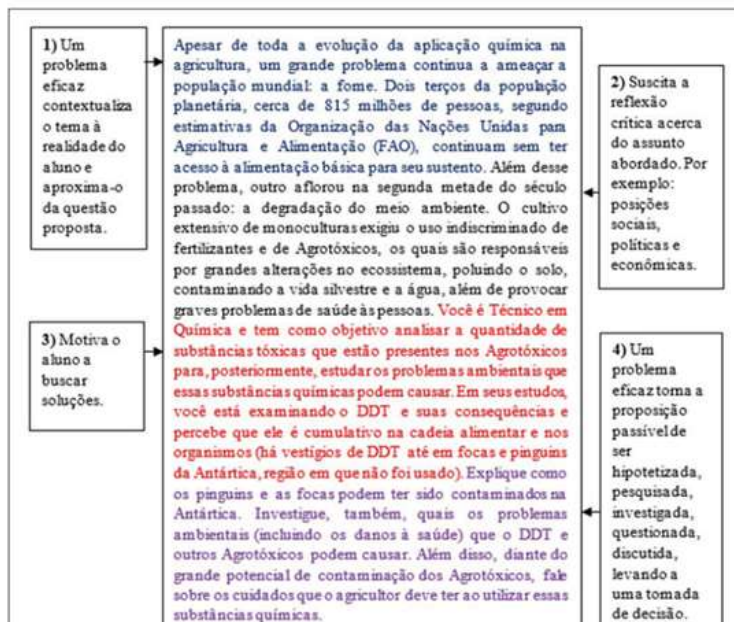 1) Um
problema
eficaz
contextualiza
o tema à
realidade do
aluno e
aproxima-o
da questão
proposta.
3) Motiva o
aluno a
buscar
soluções.
Apesar de toda a evolução da aplicação química na
agricultura, um grande problema continua a ameaçar a
população mundial: a fome. Dois terços da população
planetária, cerca de 815 milhões de pessoas, segundo
estimativas da Organização das Nações Unidas para
Agricultura e Alimentação (FAO), continuam sem ter
acesso à alimentação básica para seu sustento. Além desse
problema, outro aflorou na segunda metade do século
passado: a degradação do meio ambiente. O cultivo
extensivo de monoculturas exigiu o uso indiscriminado de
fertilizantes e de Agrotóxicos, os quais são responsáveis
por grandes alterações no ecossistema, poluindo o solo,
contaminando a vida silvestre e a água, além de provocar
graves problemas de saúde às pessoas. Você é Técnico em
Química e tem como objetivo analisar a quantidade de
substâncias tóxicas que estão presentes nos Agrotóxicos
para, posteriormente, estudar os problemas ambientais que
essas substâncias químicas podem causar. Em seus estudos,
você está examinando o DDT e suas consequências e
percebe que ele é cumulativo na cadeia alimentar e nos
organismos (há vestígios de DDT até em focas e pinguins
da Antártica, região em que não foi usado). Explique como
os pinguins e as focas podem ter sido contaminados na
Antártica. Investigue, também, quais os problemas
ambientais (incluindo os danos à saúde) que o DDT e
outros Agrotóxicos podem causar. Além disso, diante do
grande potencial de contaminação dos Agrotóxicos, fale
sobre os cuidados que o agricultor deve ter ao utilizar essas
substâncias químicas.
2) Suscita a
reflexão
crítica acerca
do assunto
abordado. Por
exemplo:
posições
sociais,
políticas e
econômicas.
4) Um
problema
eficaz torna a
proposição
passível de
ser
hipotetizada,
pesquisada,
investigada,
questionada,
discutida,
levando a
uma tomada
de decisão.